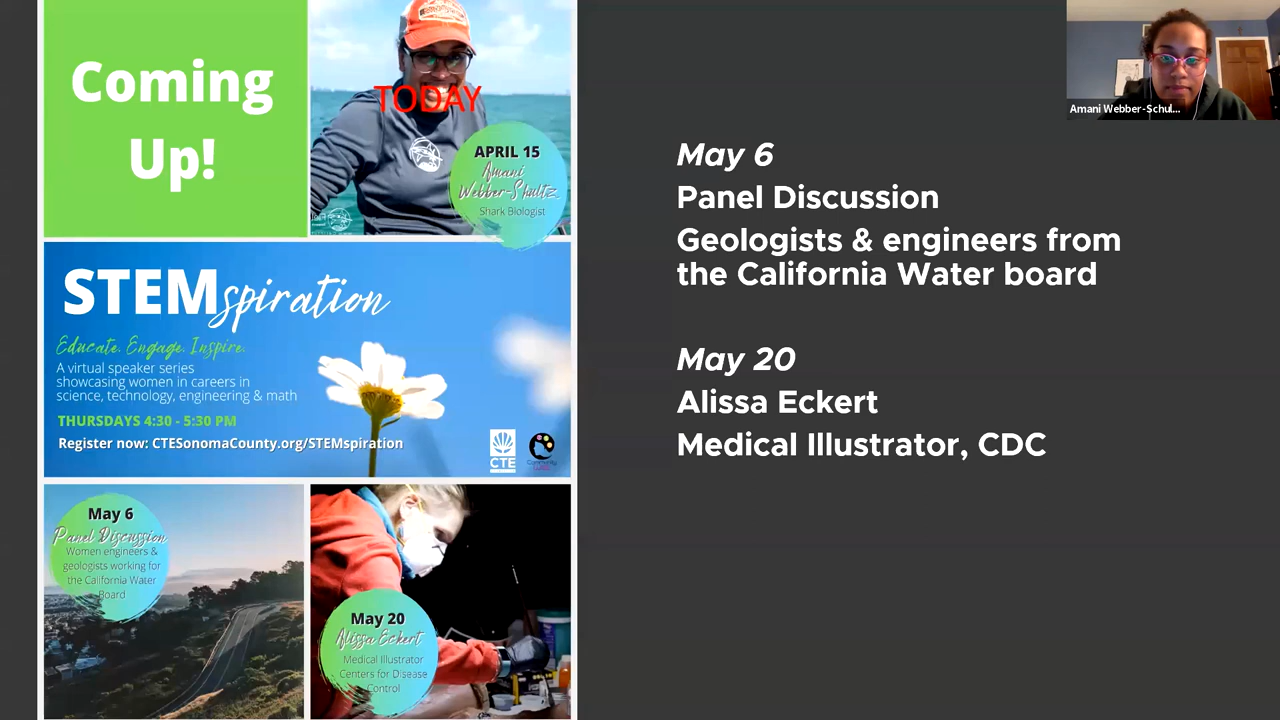 Coming
Up!
TODAY
APRIL 15
Amani
Webber-Shultz
Shark Biologist
STEMspiration
Educate. Engage. Inspire.
A virtual speaker series
showcasing women in careers in
science, technology, engineering & math
THURSDAYS 4:30 - 5:30 PM
Register now: CTESonomaCounty.org/STEMspiration
CTE
May 6
Panel Discussion
Women engineers &
geologists working for
the California Water
Board
May 20
Alissa Eckert
Medical Illustrator
Centers for Disease
Control
May 6
Panel Discussion
Geologists & engineers from
the California Water board
May 20
Alissa Eckert
Medical Illustrator, CDC
Amani Webber-Schul...